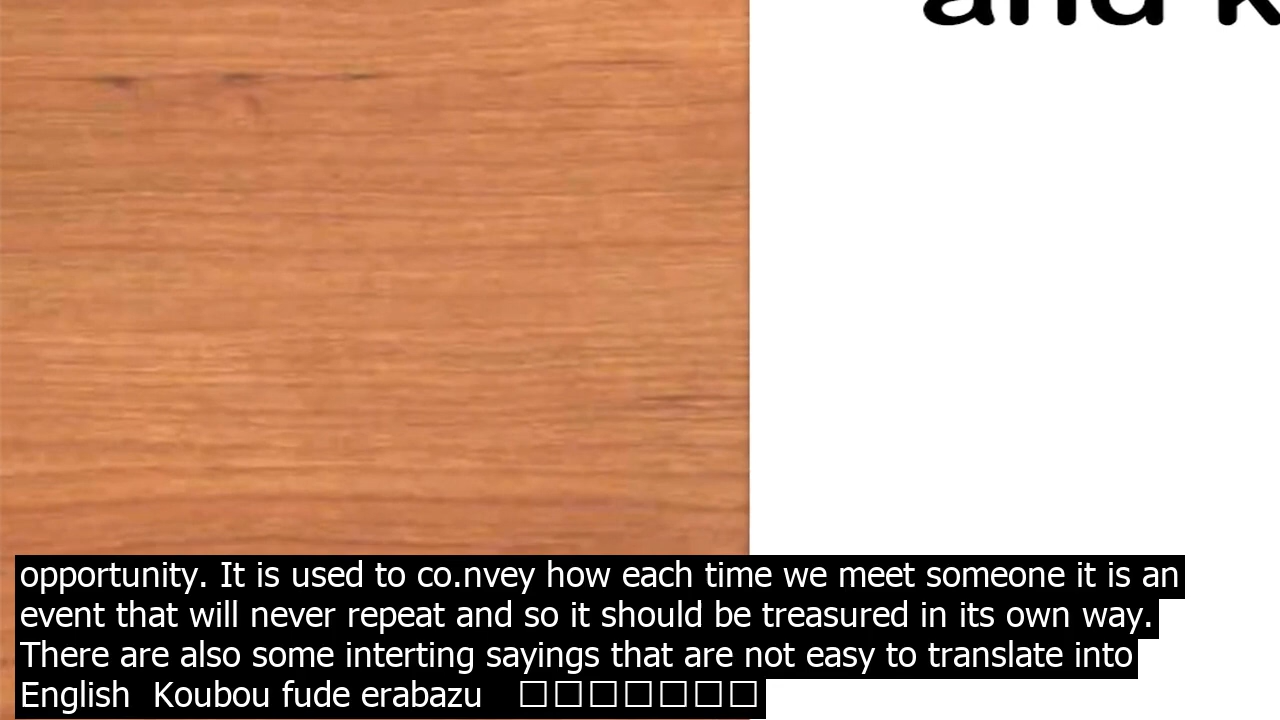 and k
opportunity. It is used to co.nvey how each time we meet someone it is an
event that will never repeat and so it should be treasured in its own way.
There are also some interting sayings that are not easy to translate into
English  Koubou fude erabazu    □□□□□□□